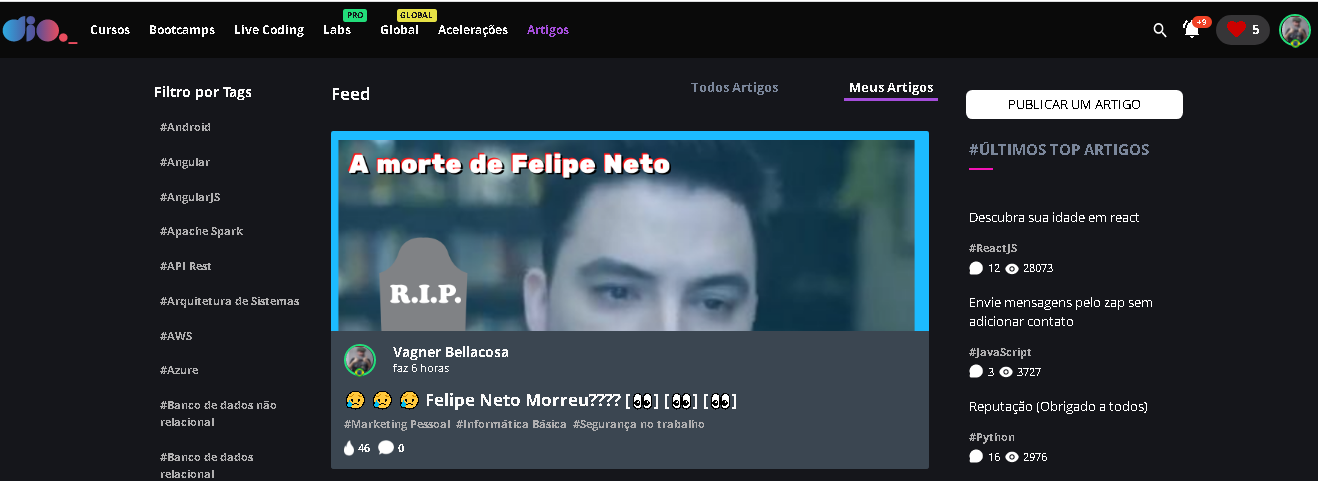 dio._
Cursos
Bootcamps
Live Coding
PRO
Labs
GLOBAL
Global
Acelerações
Artigos
+9
5
Filtro por Tags
#Android
#Angular
#AngularJS
#Apache Spark
#API Rest
#Arquitetura de Sistemas
#AWS
#Azure
#Banco de dados não
relacional
#Banco de dados
relacional
Feed
Todos Artigos
Meus Artigos
A morte de Felipe Neto
R.I.P.
Vagner Bellacosa
faz 6 horas
😥 😥 😥 Felipe Neto Morreu???? [👀] [👀] [👀]
#Marketing Pessoal #Informática Básica #Segurança no trabalho
46 0
PUBLICAR UM ARTIGO
#ÚLTIMOS TOP ARTIGOS
Descubra sua idade em react
#ReactJS
12 28073
Envie mensagens pelo zap sem
adicionar contato
#JavaScript
3 3727
Reputação (Obrigado a todos)
#Python
16 2976